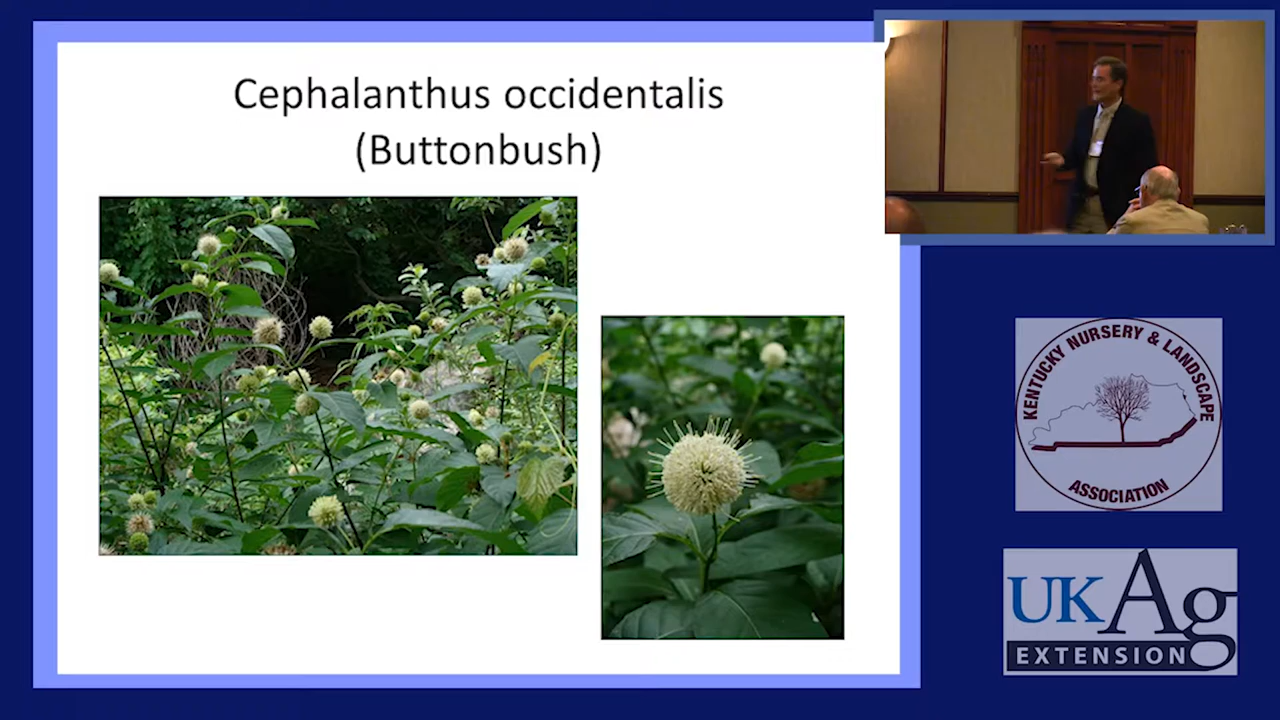 Cephalanthus occidentalis
(Buttonbush)
KENTUCKY NURSERY & LANDSCAPE
ASSOCIATION
UKAg
EXTENSION